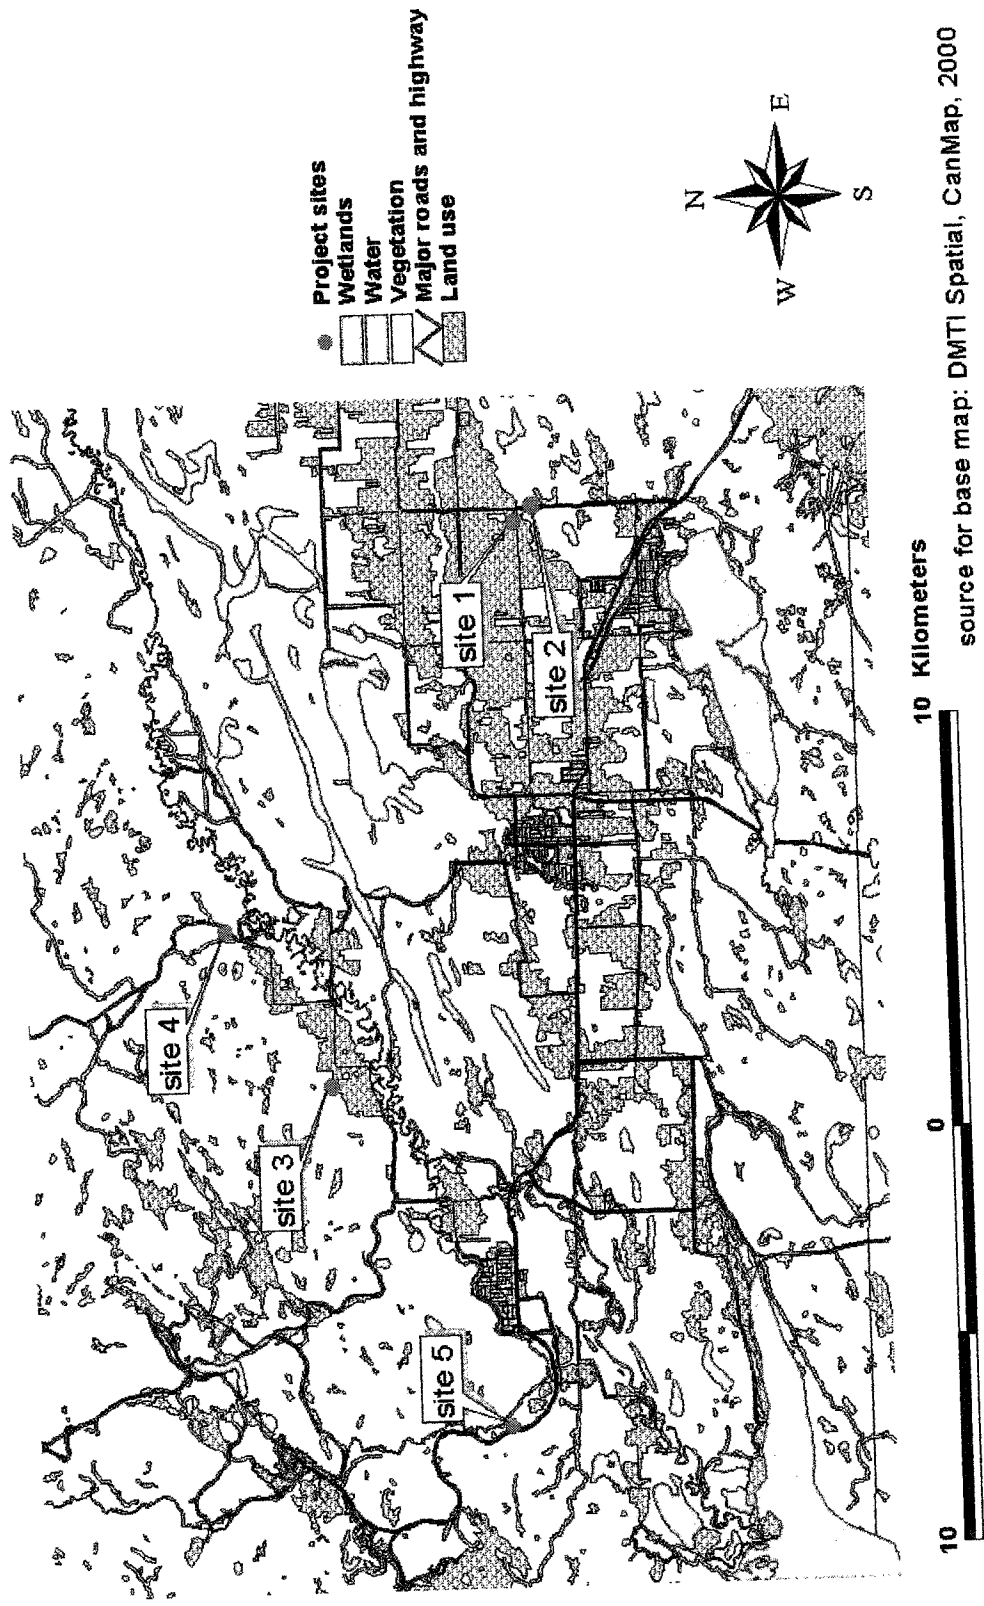 Project sites
Wetlands
Water
Vegetation
Major roads and highway
Land use
N
W
E
S
site 1
site 2
site 3
site 4
site 5
10
0
10 Kilometers
source for base map: DMTI Spatial, CanMap, 2000